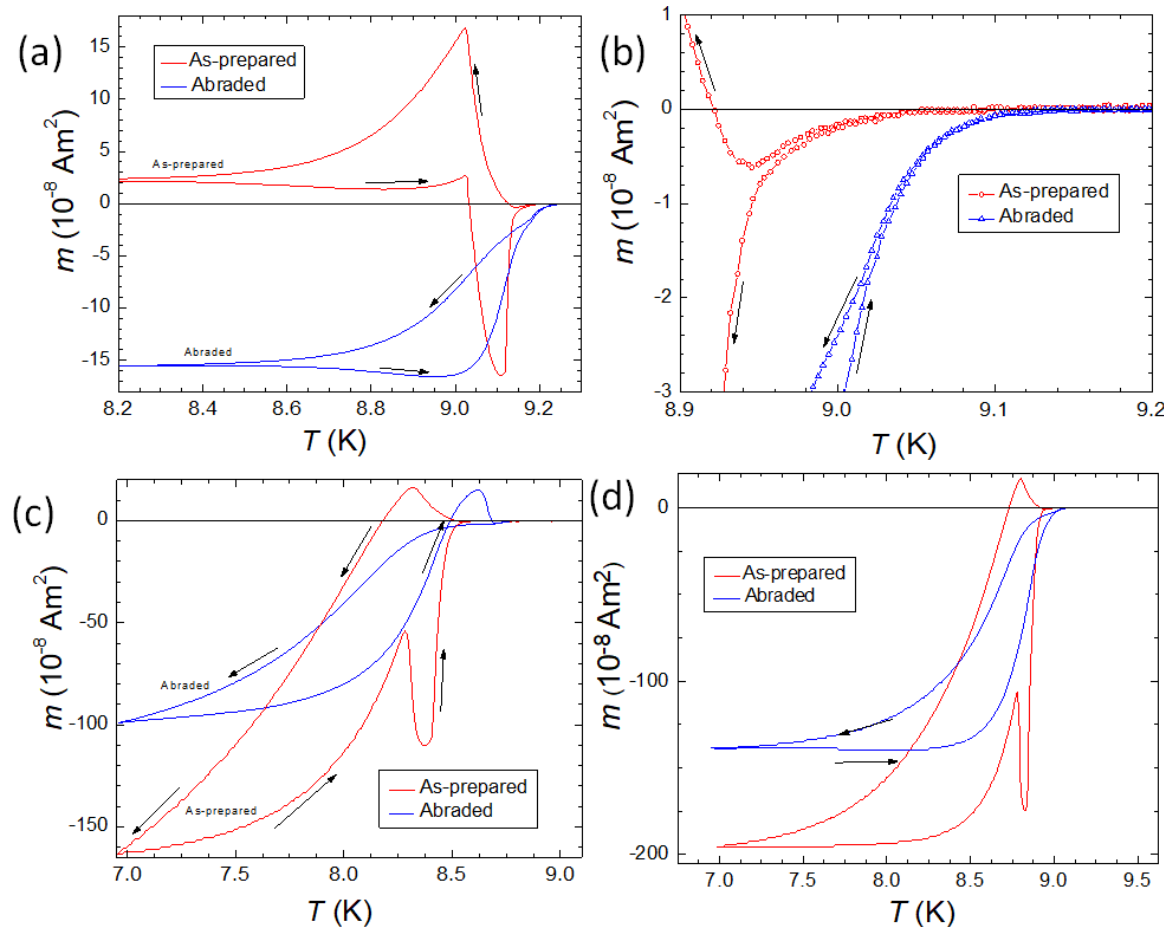 (a)
15
10
5
0
-5
-10
-15
m (10⁻⁸ Am²)
As-prepared
Abraded
As-prepared
Abraded
8.2 8.4 8.6 8.8 9.0 9.2
T (K)
(b)
1
0
-1
-2
-3
m (10⁻⁸ Am²)
As-prepared
Abraded
8.9 9.0 9.1 9.2
T (K)
(c)
0
-50
-100
-150
m (10⁻⁸ Am²)
Abraded
As-prepared
As-prepared
Abraded
7.0 7.5 8.0 8.5 9.0
T (K)
(d)
0
-100
-200
m (10⁻⁸ Am²)
As-prepared
Abraded
7.0 7.5 8.0 8.5 9.0 9.5
T (K)